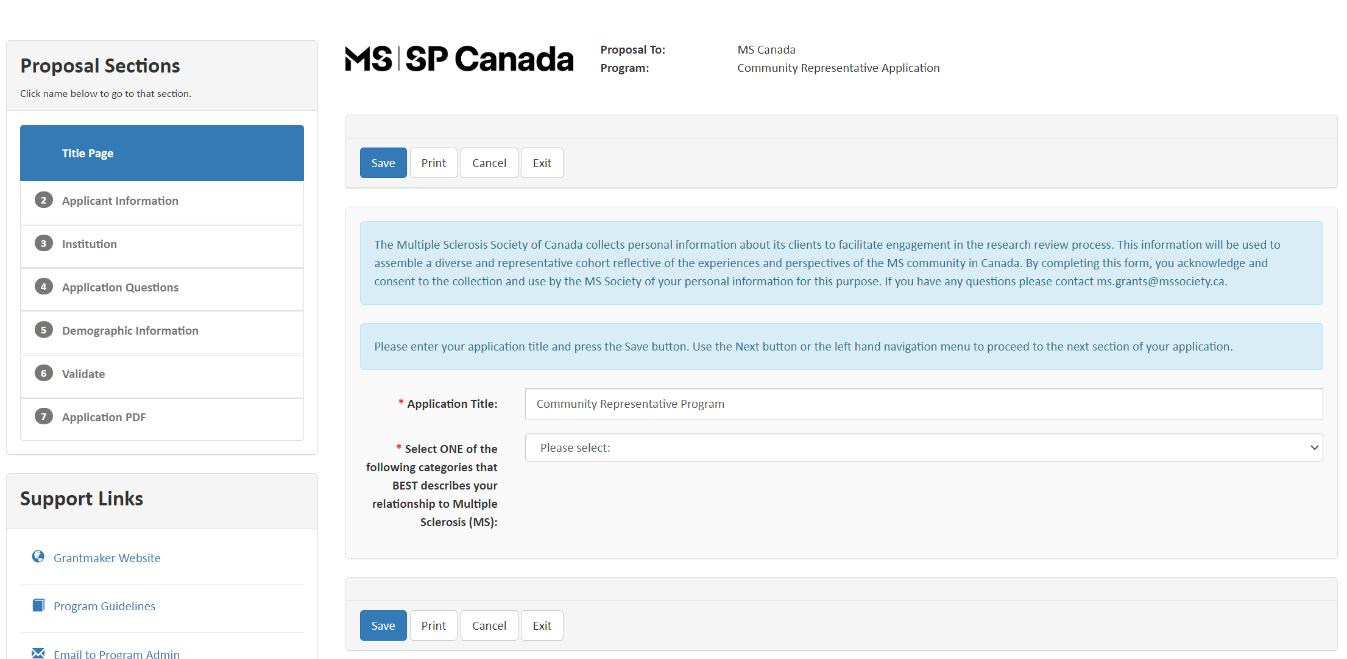 Proposal Sections
Click name below to go to that section.
Title Page
2 Applicant Information
3 Institution
4 Application Questions
5 Demographic Information
6 Validate
7 Application PDF
Support Links
Grantmaker Website
Program Guidelines
Email to Program Admin
MS|SP Canada
Proposal To: MS Canada
Program: Community Representative Application
Save Print Cancel Exit
The Multiple Sclerosis Society of Canada collects personal information about its clients to facilitate engagement in the research review process. This information will be used to
assemble a diverse and representative cohort reflective of the experiences and perspectives of the MS community in Canada. By completing this form, you acknowledge and
consent to the collection and use by the MS Society of your personal information for this purpose. If you have any questions please contact ms.grants@mssociety.ca.
Please enter your application title and press the Save button. Use the Next button or the left hand navigation menu to proceed to the next section of your application.
* Application Title: Community Representative Program
* Select ONE of the Please select:
following categories that
BEST describes your
relationship to Multiple
Sclerosis (MS):
Save Print Cancel Exit